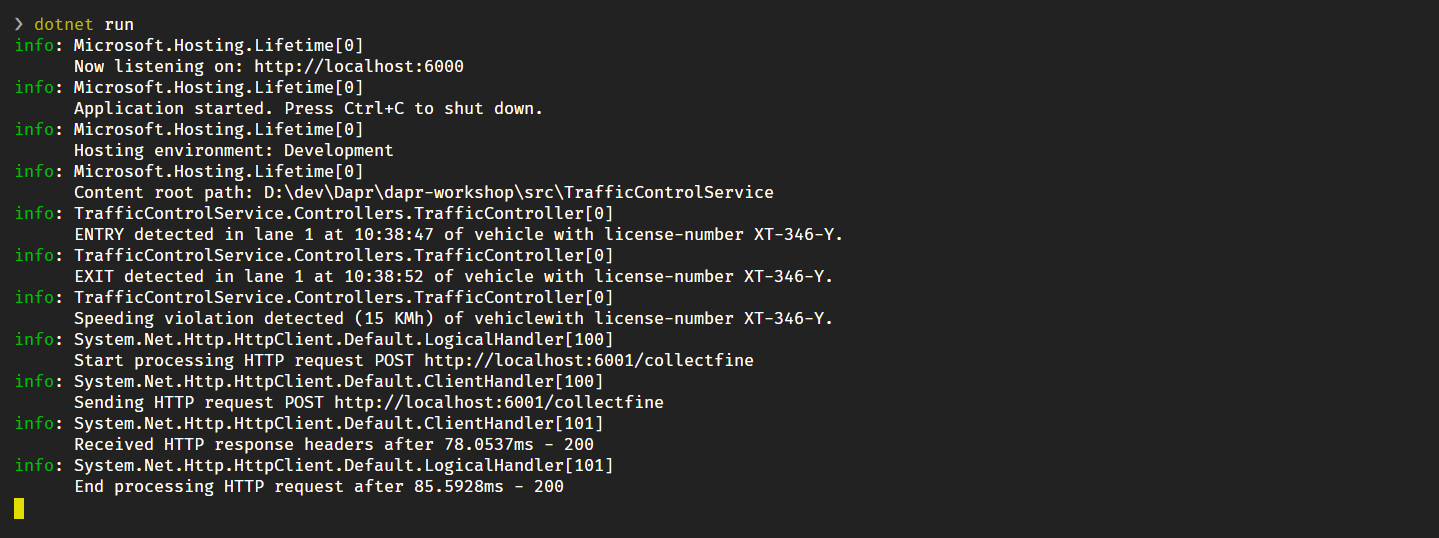 ❯ dotnet run
info: Microsoft.Hosting.Lifetime[0]
      Now listening on: http://localhost:6000
info: Microsoft.Hosting.Lifetime[0]
      Application started. Press Ctrl+C to shut down.
info: Microsoft.Hosting.Lifetime[0]
      Hosting environment: Development
info: Microsoft.Hosting.Lifetime[0]
      Content root path: D:\dev\Dapr\dapr-workshop\src\TrafficControlService
info: TrafficControlService.Controllers.TrafficController[0]
      ENTRY detected in lane 1 at 10:38:47 of vehicle with license-number XT-346-Y.
info: TrafficControlService.Controllers.TrafficController[0]
      EXIT detected in lane 1 at 10:38:52 of vehicle with license-number XT-346-Y.
info: TrafficControlService.Controllers.TrafficController[0]
      Speeding violation detected (15 KMh) of vehiclewith license-number XT-346-Y.
info: System.Net.Http.HttpClient.Default.LogicalHandler[100]
      Start processing HTTP request POST http://localhost:6001/collectfine
info: System.Net.Http.HttpClient.Default.ClientHandler[100]
      Sending HTTP request POST http://localhost:6001/collectfine
info: System.Net.Http.HttpClient.Default.ClientHandler[101]
      Received HTTP response headers after 78.0537ms - 200
info: System.Net.Http.HttpClient.Default.LogicalHandler[101]
      End processing HTTP request after 85.5928ms - 200